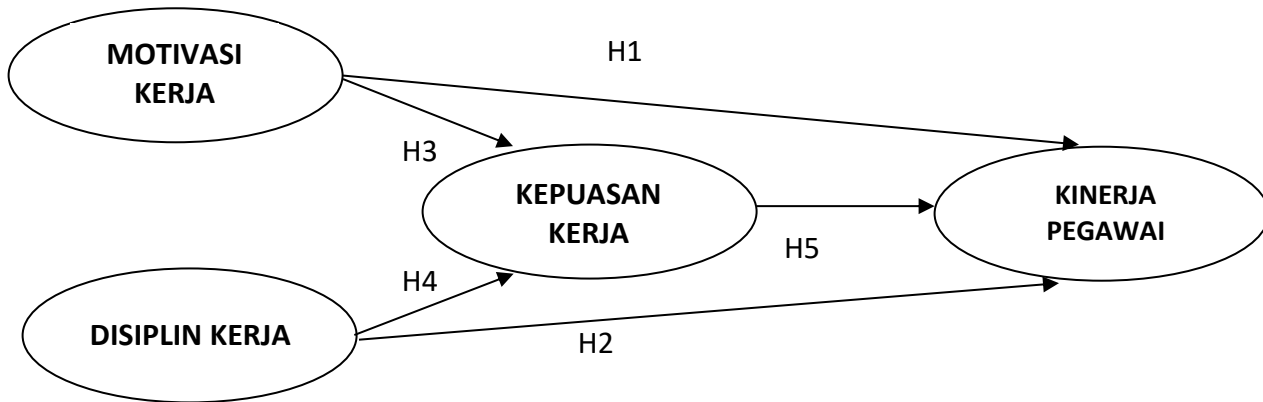 MOTIVASI
KERJA
H1
H3
KEPUASAN
KERJA
KINERJA
PEGAWAI
H5
H4
DISIPLIN KERJA
H2